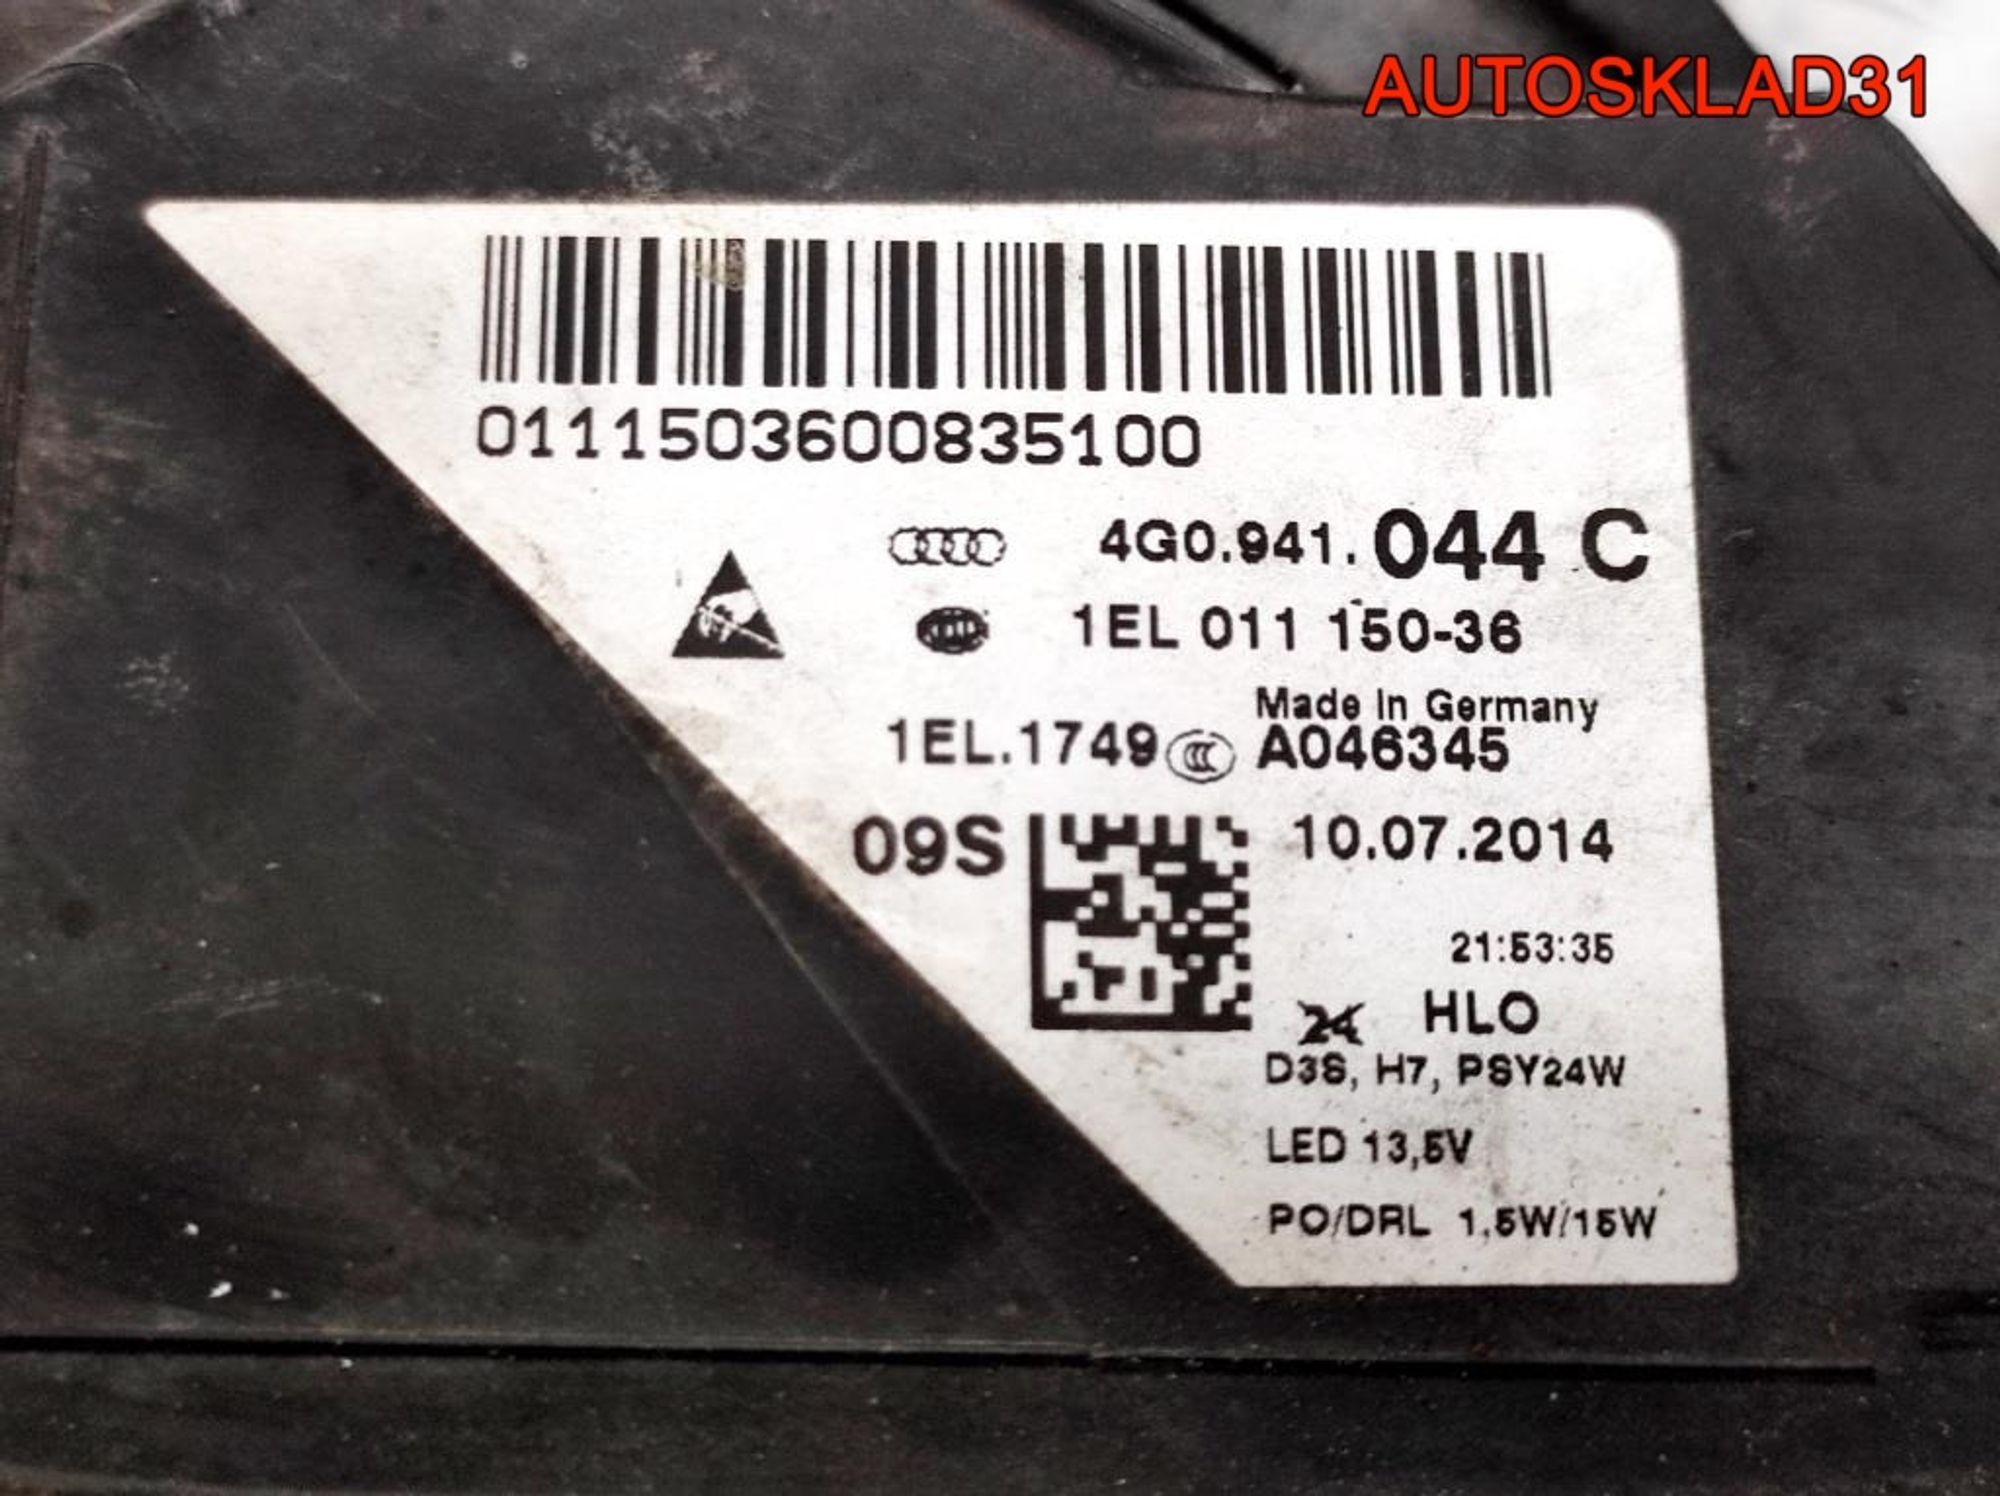 AUTOSKLAD31
0111503600835100
4G0.941.044 C
1EL 011 150-36
Made In Germany
1EL.1749 CCC A046345
09S 10.07.2014
21:53:35
24 HLO
D3S, H7, PSY24W
LED 13,5V
PO/DRL 1,5W/15W